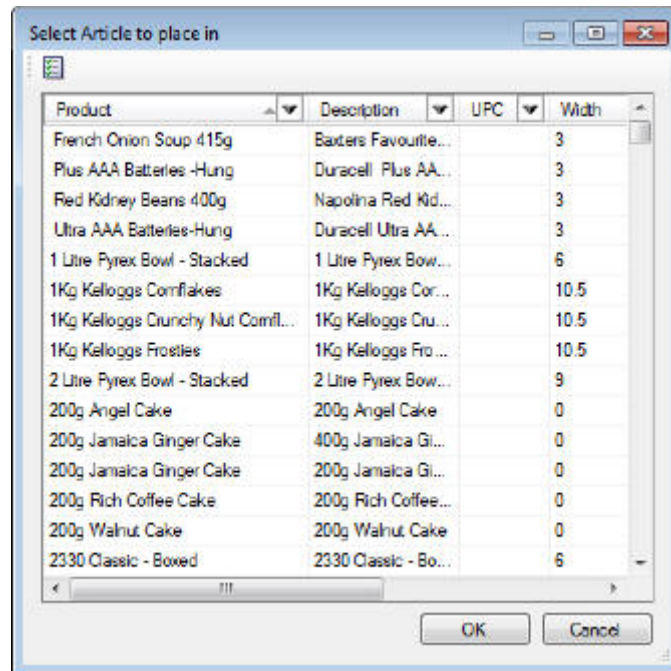 Select Article to place in
Product Description UPC Width
French Onion Soup 415g Baxters Favourite... 3
Plus AAA Batteries -Hung Duracell Plus AA... 3
Red Kidney Beans 400g Napolina Red Kid... 3
Ultra AAA Batteries-Hung Duracell Ultra AA... 3
1 Litre Pyrex Bowl - Stacked 1 Litre Pyrex Bow... 6
1Kg Kelloggs Cornflakes 1Kg Kelloggs Cor... 10.5
1Kg Kelloggs Crunchy Nut Cornfl... 1Kg Kelloggs Cru... 10.5
1Kg Kelloggs Frosties 1Kg Kelloggs Fro... 10.5
2 Litre Pyrex Bowl - Stacked 2 Litre Pyrex Bow... 9
200g Angel Cake 200g Angel Cake 0
200g Jamaica Ginger Cake 400g Jamaica Gi... 0
200g Jamaica Ginger Cake 200g Jamaica Gi... 0
200g Rich Coffee Cake 200g Rich Coffee... 0
200g Walnut Cake 200g Walnut Cake 0
2330 Classic - Boxed 2330 Classic - Bo... 6
OK Cancel